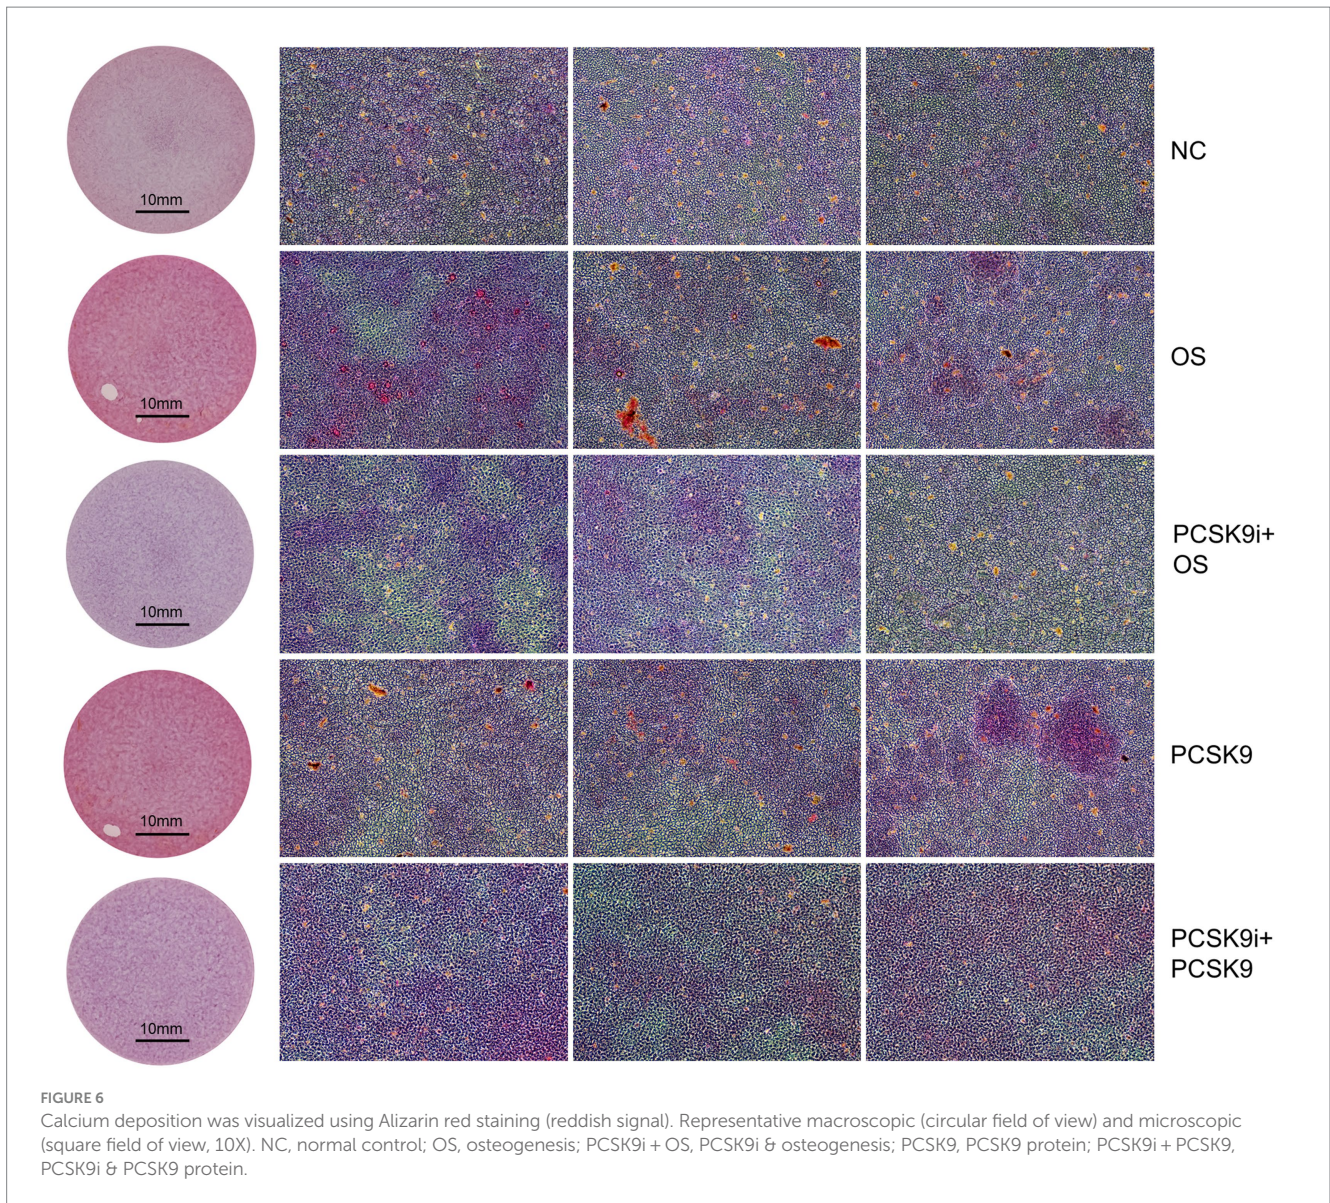 10mm
NC
10mm
OS
10mm
PCSK9i+
OS
10mm
PCSK9
10mm
PCSK9i+
PCSK9
FIGURE 6
Calcium deposition was visualized using Alizarin red staining (reddish signal). Representative macroscopic (circular field of view) and microscopic
(square field of view, 10X). NC, normal control; OS, osteogenesis; PCSK9i + OS, PCSK9i & osteogenesis; PCSK9, PCSK9 protein; PCSK9i + PCSK9,
PCSK9i & PCSK9 protein.